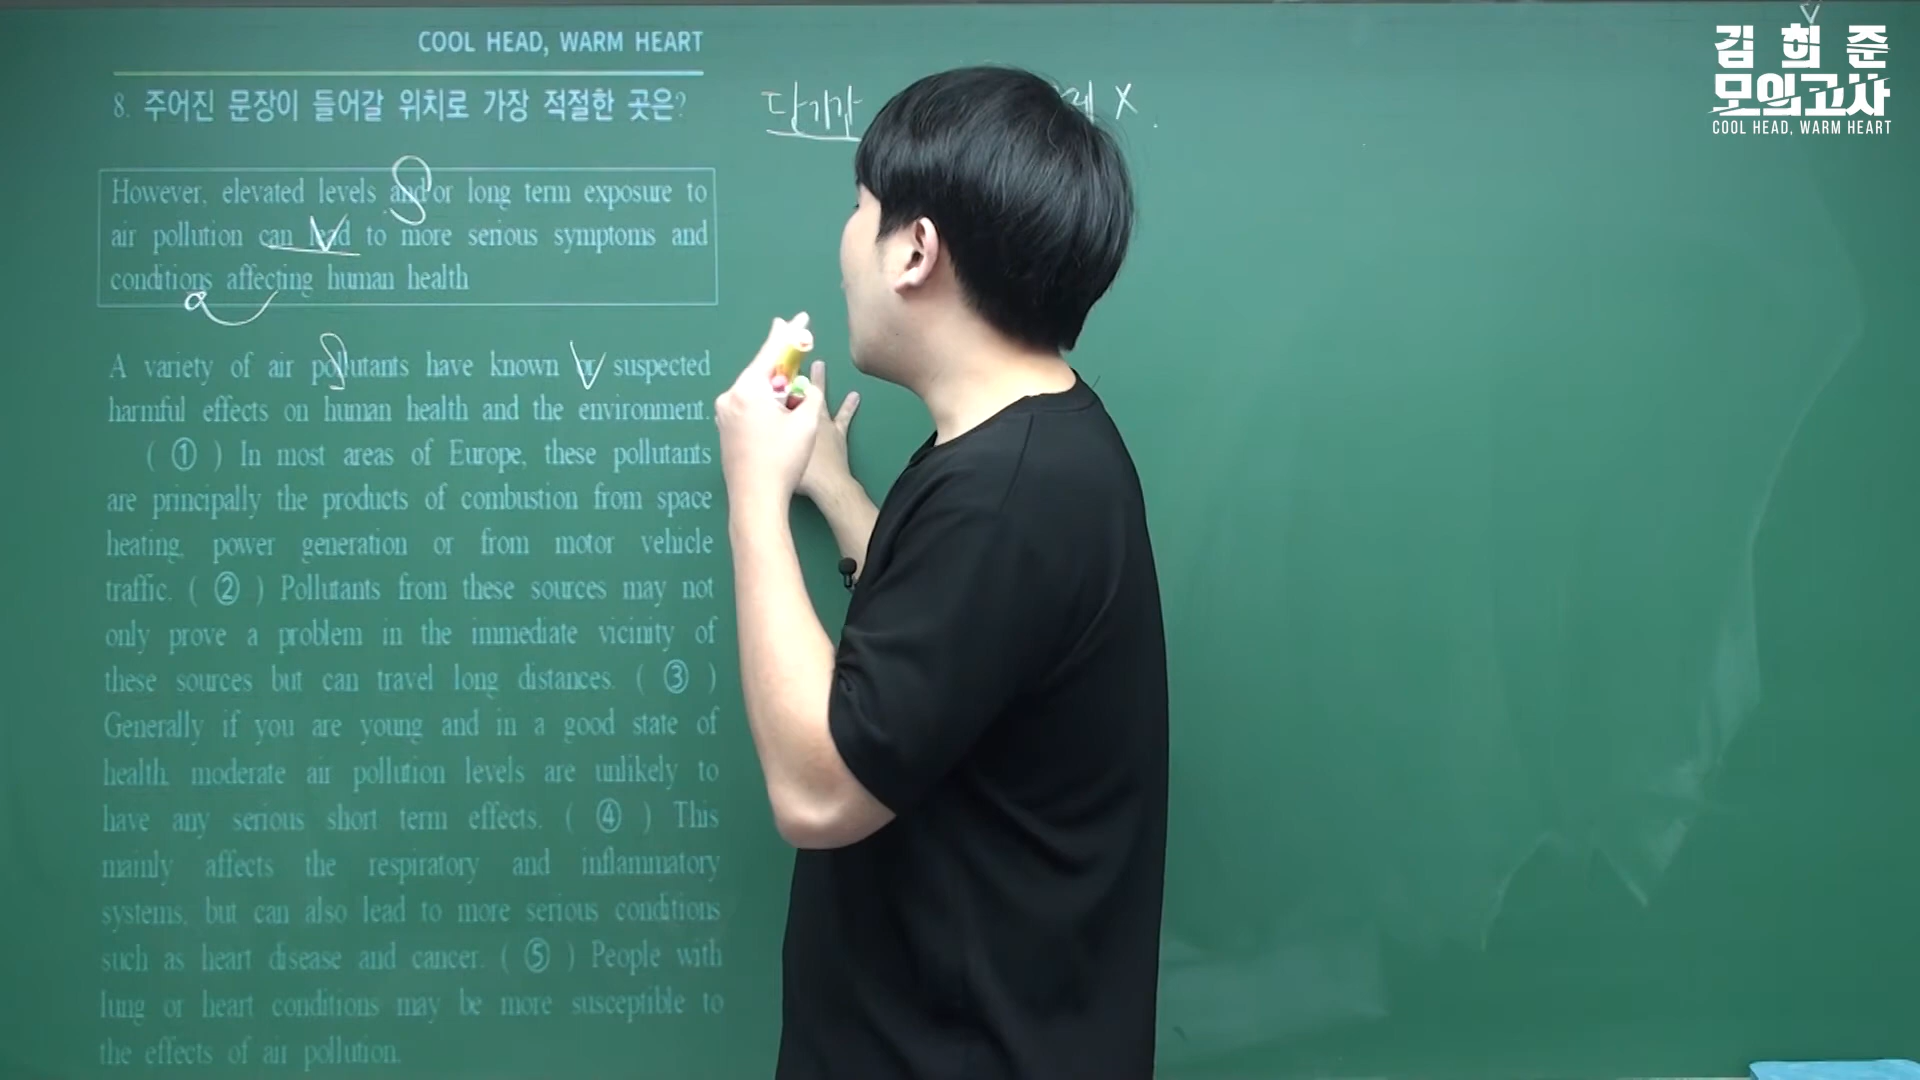 COOL HEAD, WARM HEART
8. 주어진 문장이 들어갈 위치로 가장 적절한 곳은?
However, elevated levels and/or long term exposure to
air pollution can lead to more serious symptoms and
conditions affecting human health
A variety of air pollutants have known or suspected
harmful effects on human health and the environment.
( ① ) In most areas of Europe, these pollutants
are principally the products of combustion from space
heating, power generation or from motor vehicle
traffic. ( ② ) Pollutants from these sources may not
only prove a problem in the immediate vicinity of
these sources but can travel long distances. ( ③ )
Generally if you are young and in a good state of
health, moderate air pollution levels are unlikely to
have any serious short term effects. ( ④ ) This
mainly affects the respiratory and inflammatory
systems, but can also lead to more serious conditions
such as heart disease and cancer. ( ⑤ ) People with
lung or heart conditions may be more susceptible to
the effects of air pollution.
S
V
a
S
V
X
김희준
모의고사
COOL HEAD, WARM HEART